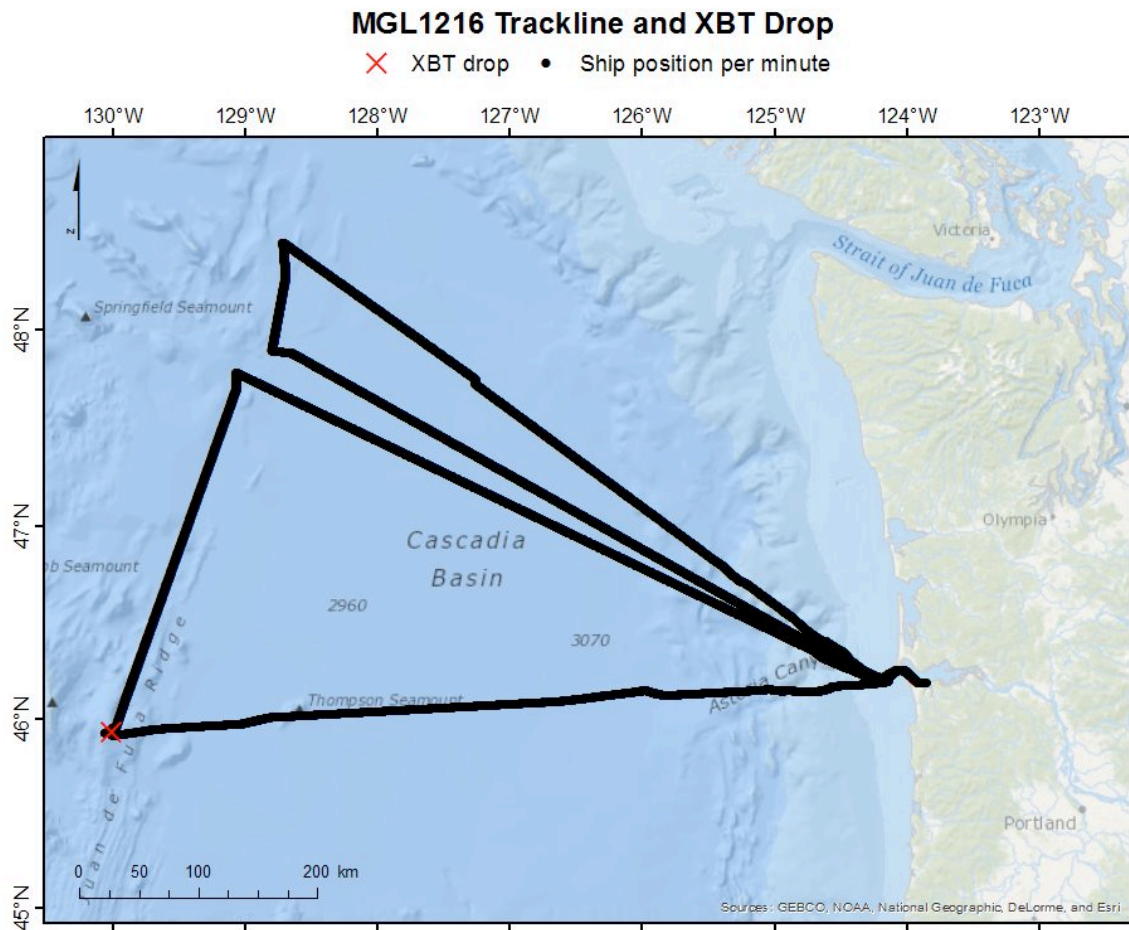 MGL1216 Trackline and XBT Drop
XBT drop
Ship position per minute
130°W 129°W 128°W 127°W 126°W 125°W 124°W 123°W
z
Victoria
Strait of Juan de Fuca
Springfield Seamount
48°N
47°N
Olympia
Cascadia
Basin
b Seamount
2960
3070
Astoria Cany
Thompson Seamount
46°N
Juan de Fuca Ridge
Portland
0 50 100 200 km
45°N
Sources: GEBCO, NOAA, National Geographic, DeLorme, and Esri